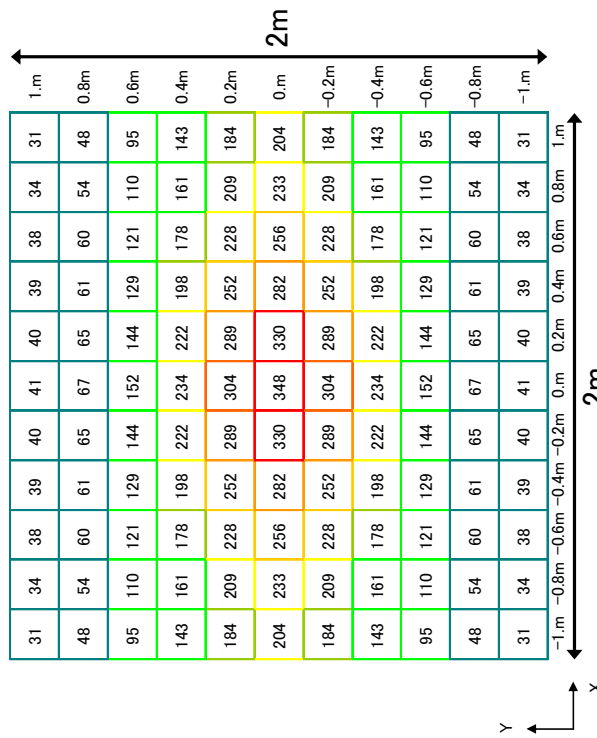 31 34 38 39 40 41 40 39 38 34 31 1.m
48 54 60 61 65 67 65 61 60 54 48 0.8m
95 110 121 129 144 152 144 129 121 110 95 0.6m
143 161 178 198 222 234 222 198 178 161 143 0.4m
184 209 228 252 289 304 289 252 228 209 184 0.2m
204 233 256 282 330 348 330 282 256 233 204 0.m
2m
184 209 228 252 289 304 289 252 228 209 184 -0.2m
143 161 178 198 222 234 222 198 178 161 143 -0.4m
95 110 121 129 144 152 144 129 121 110 95 -0.6m
48 54 60 61 65 67 65 61 60 54 48 -0.8m
31 34 38 39 40 41 40 39 38 34 31 -1.m
-1.m -0.8m -0.6m -0.4m -0.2m 0.m 0.2m 0.4m 0.6m 0.8m 1.m
2m
Y
X